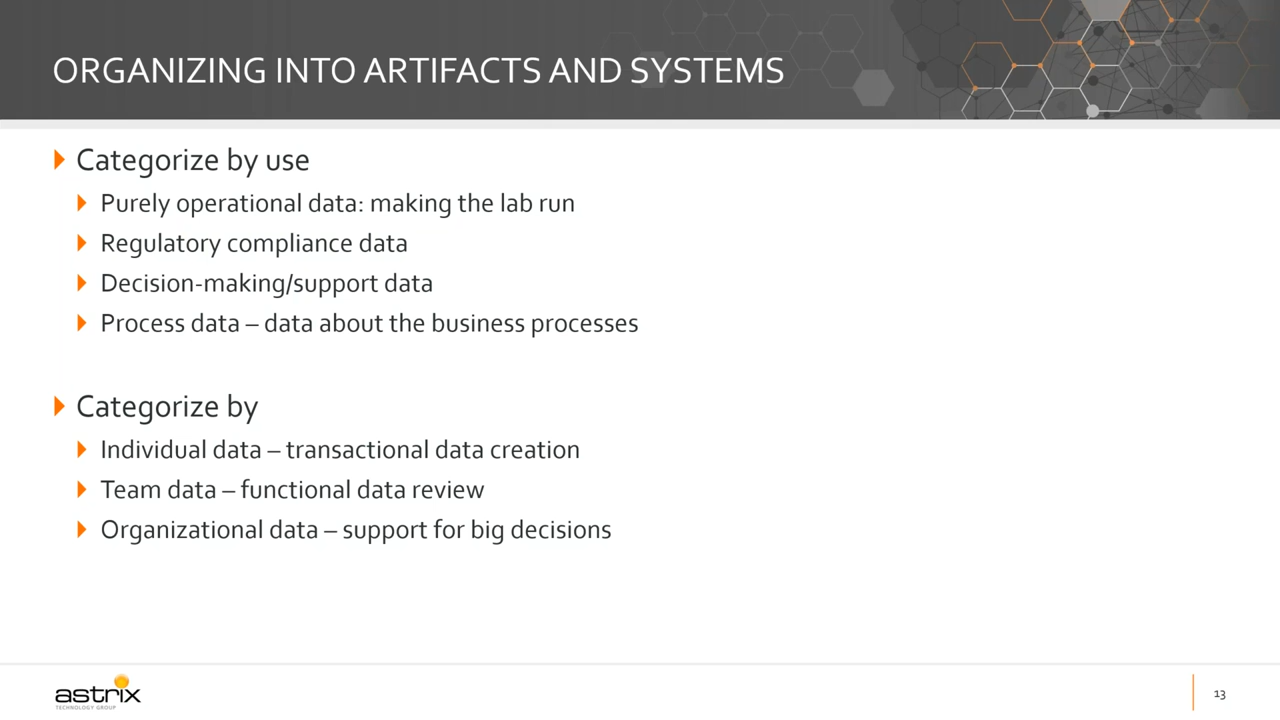 ORGANIZING INTO ARTIFACTS AND SYSTEMS
Categorize by use
Purely operational data: making the lab run
Regulatory compliance data
Decision-making/support data
Process data – data about the business processes
Categorize by
Individual data – transactional data creation
Team data – functional data review
Organizational data – support for big decisions
astrix
TECHNOLOGY GROUP
13